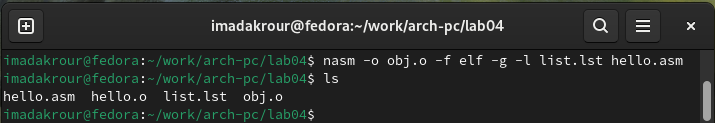 imadakrour@fedora:~/work/arch-pc/lab04
imadakrour@fedora:~/work/arch-pc/lab04$ nasm -o obj.o -f elf -g -l list.lst hello.asm
imadakrour@fedora:~/work/arch-pc/lab04$ ls
hello.asm  hello.o  list.lst  obj.o
imadakrour@fedora:~/work/arch-pc/lab04$